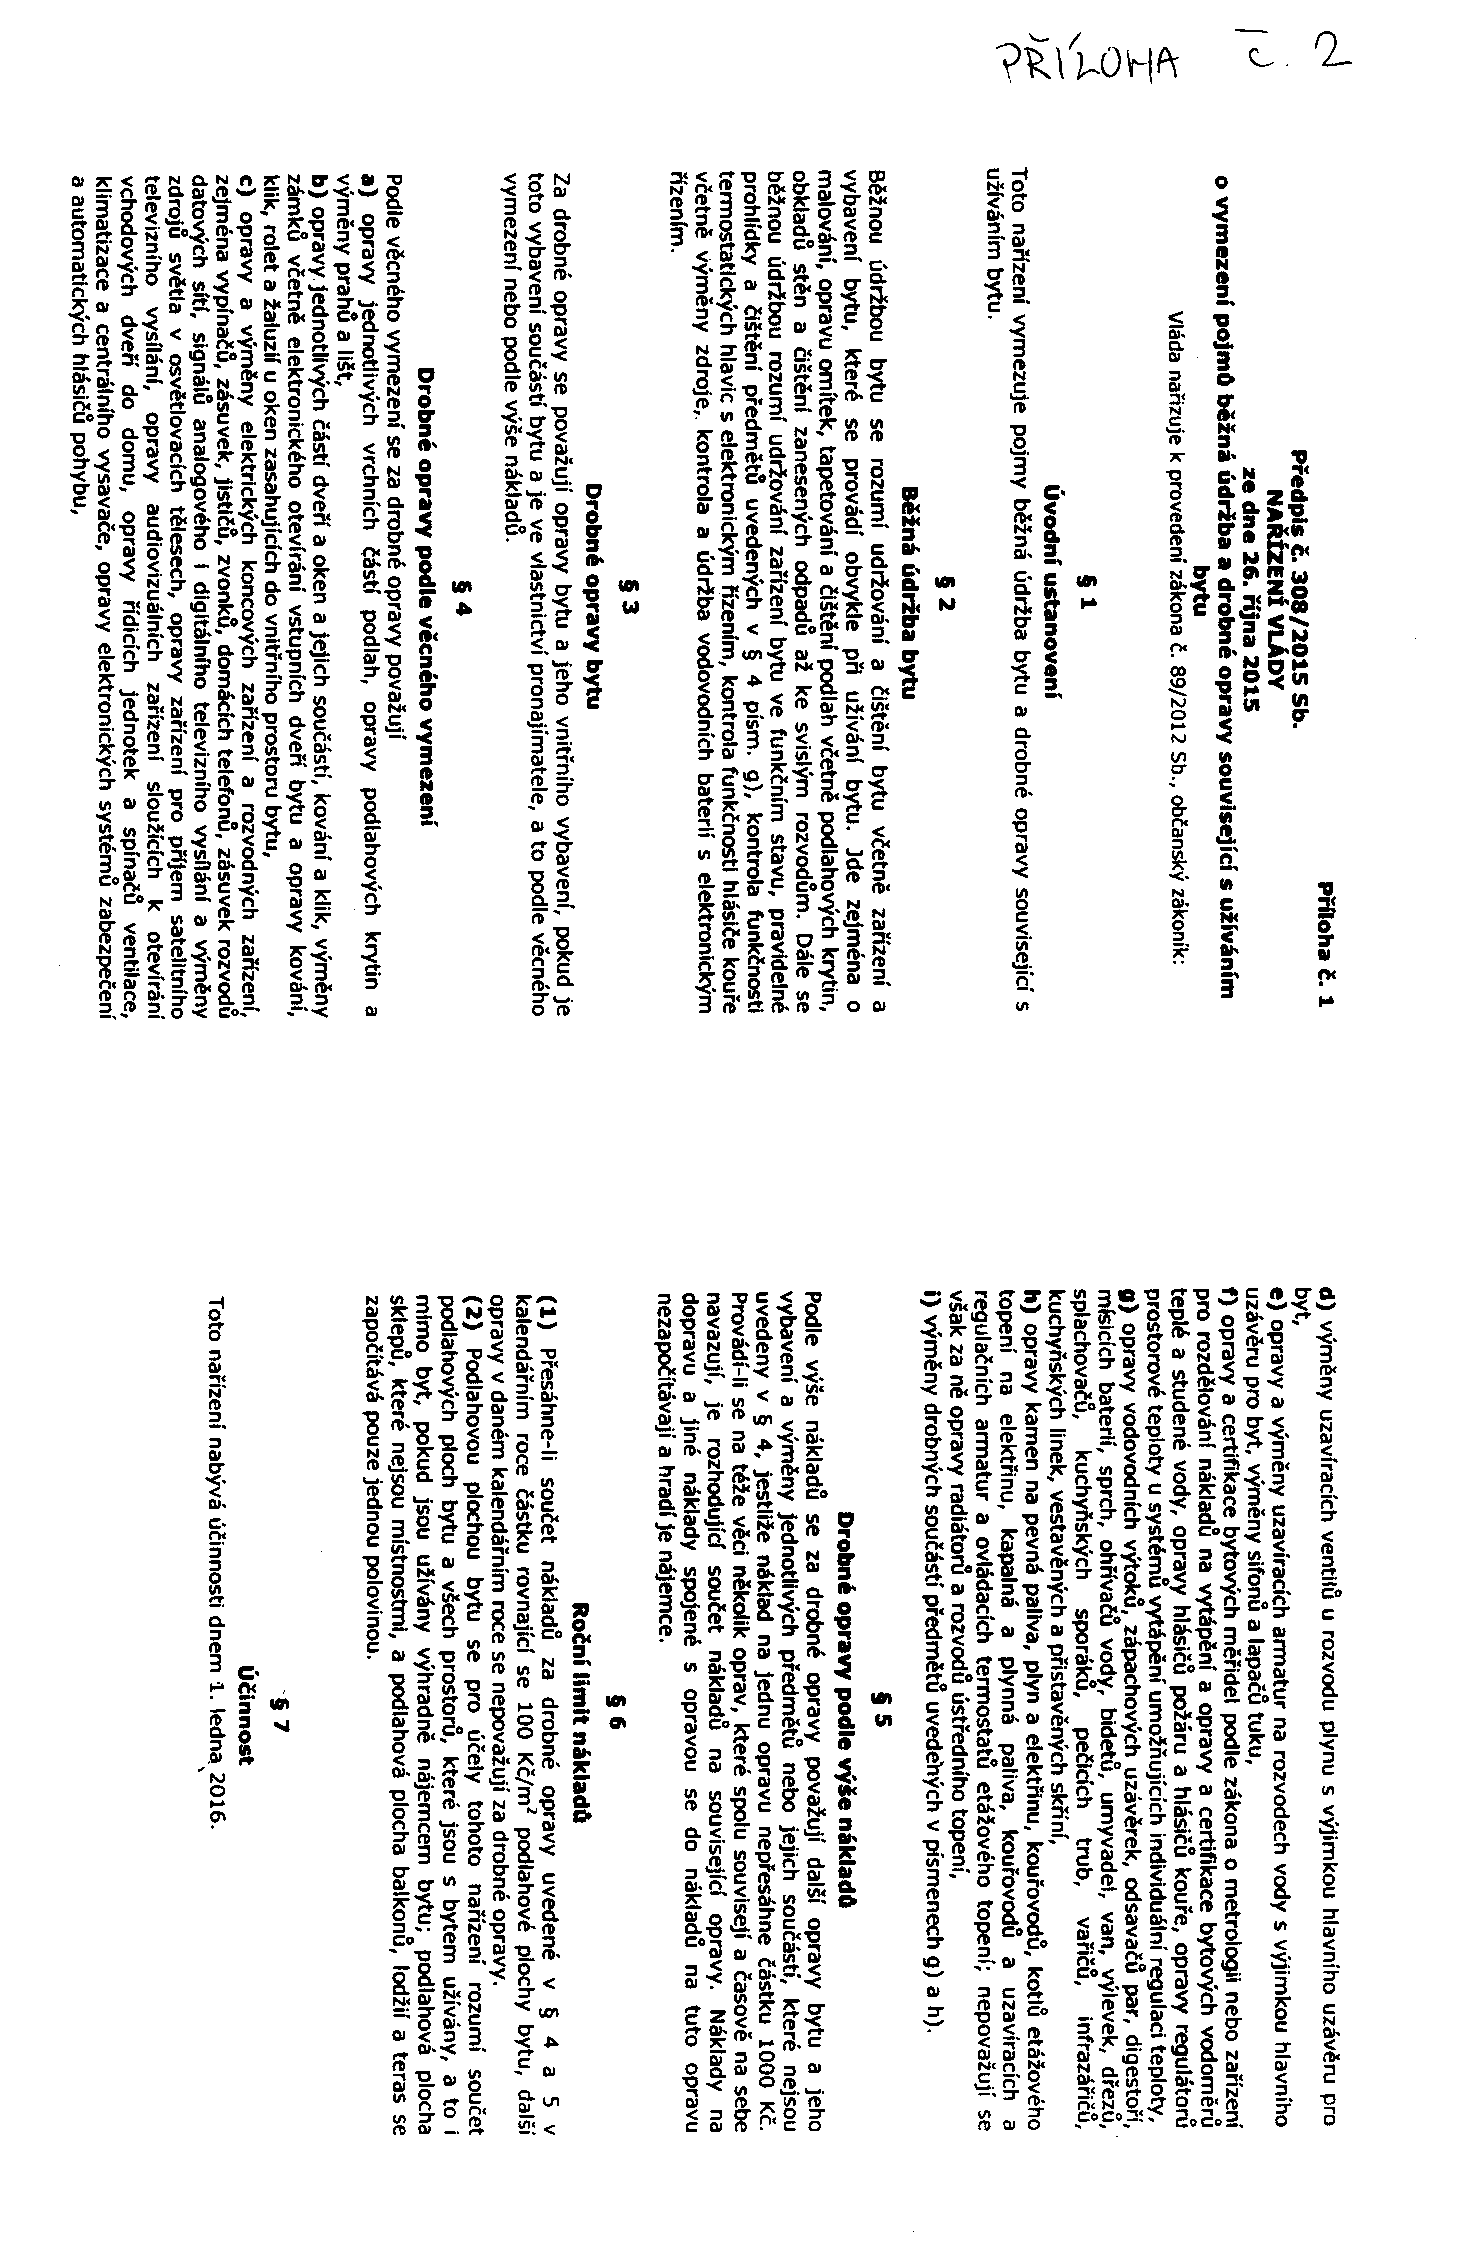 PŘÍLOHA č. 2
Příloha č. 1
Předpis č. 308/2015 Sb.
NAŘÍZENÍ VLÁDY
ze dne 26. října 2015
o vymezení pojmů běžná údržba a drobné opravy související s užíváním
bytu
Vláda nařizuje k provedení zákona č. 89/2012 Sb., občanský zákoník:
§ 1
Úvodní ustanovení
Toto nařízení vymezuje pojmy běžná údržba bytu a drobné opravy související s
užíváním bytu.
§ 2
Běžná údržba bytu
Běžnou údržbou bytu se rozumí udržování a čištění bytu včetně zařízení a
vybavení bytu, které se provádí obvykle při užívání bytu. Jde zejména o
malování, opravu omítek, tapetování a čištění podlah včetně podlahových krytin,
obkladů stěn a čištění zanesených odpadů až ke svislým rozvodům. Dále se
běžnou údržbou rozumí udržování zařízení bytu ve funkčním stavu, pravidelné
prohlídky a čištění předmětů uvedených v § 4 písm. g), kontrola funkčnosti
termostatických hlavic s elektronickým řízením, kontrola funkčnosti hlásiče kouře
včetně výměny zdroje, kontrola a údržba vodovodních baterií s elektronickým
řízením.
§ 3
Drobné opravy bytu
Za drobné opravy se považují opravy bytu a jeho vnitřního vybavení, pokud je
toto vybavení součástí bytu a je ve vlastnictví pronajímatele, a to podle věcného
vymezení nebo podle výše nákladů.
§ 4
Drobné opravy podle věcného vymezení
Podle věcného vymezení se za drobné opravy považují
a) opravy jednotlivých vrchních částí podlah, opravy podlahových krytin a
výměny prahů a lišt,
b) opravy jednotlivých částí dveří a oken a jejich součástí, kování a klik, výměny
zámků včetně elektronického otevírání vstupních dveří bytu a opravy kování,
klik, rolet a žaluzií u oken zasahujících do vnitřního prostoru bytu,
c) opravy a výměny elektrických koncových zařízení a rozvodných zařízení,
zejména vypínačů, zásuvek, jističů, zvonků, domácích telefonů, zásuvek rozvodů
datových sítí, signálů analogového i digitálního televizního vysílání a výměny
zdrojů světla v osvětlovacích tělesech, opravy zařízení pro příjem satelitního
televizního vysílání, opravy audiovizuálních zařízení sloužících k otevírání
vchodových dveří do domu, opravy řídicích jednotek a spínačů ventilace,
klimatizace a centrálního vysavače, opravy elektronických systémů zabezpečení
a automatických hlásičů pohybu,
d) výměny uzavíracích ventilů u rozvodu plynu s výjimkou hlavního uzávěru pro
byt,
e) opravy a výměny uzavíracích armatur na rozvodech vody s výjimkou hlavního
uzávěru pro byt, výměny sifonů a lapačů tuku,
f) opravy a certifikace bytových měřidel podle zákona o metrologii nebo zařízení
pro rozdělování nákladů na vytápění a opravy a certifikace bytových vodoměrů
teplé a studené vody, opravy hlásičů požáru a hlásičů kouře, opravy regulátorů
prostorové teploty u systémů vytápění umožňujících individuální regulaci teploty,
g) opravy vodovodních výtoků, zápachových uzávěrek, odsavačů par, digestoří,
mísicích baterií, sprch, ohřívačů vody, bidetů, umyvadel, van, výlevek, dřezů,
splachovačů, kuchyňských sporáků, pečicích trub, vařičů, infrazářičů,
kuchyňských linek, vestavěných a přistavěných skříní,
h) opravy kamen na pevná paliva, plyn a elektřinu, kouřovodů, kotlů etážového
topení na elektřinu, kapalná a plynná paliva, kouřovodů a uzavíracích a
regulačních armatur a ovládacích termostatů etážového topení; nepovažují se
však za ně opravy radiátorů a rozvodů ústředního topení,
i) výměny drobných součástí předmětů uvedených v písmenech g) a h).
§ 5
Drobné opravy podle výše nákladů
Podle výše nákladů se za drobné opravy považují další opravy bytu a jeho
vybavení a výměny jednotlivých předmětů nebo jejich součástí, které nejsou
uvedeny v § 4, jestliže náklad na jednu opravu nepřesáhne částku 1000 Kč.
Provádí-li se na téže věci několik oprav, které spolu souvisejí a časově na sebe
navazují, je rozhodující součet nákladů na související opravy. Náklady na
dopravu a jiné náklady spojené s opravou se do nákladů na tuto opravu
nezapočítávají a hradí je nájemce.
§ 6
Roční limit nákladů
(1) Přesáhne-li součet nákladů za drobné opravy uvedené v § 4 a 5 v
kalendářním roce částku rovnající se 100 Kč/m² podlahové plochy bytu, další
opravy v daném kalendářním roce se nepovažují za drobné opravy.
(2) Podlahovou plochou bytu se pro účely tohoto nařízení rozumí součet
podlahových ploch bytu a všech prostorů, které jsou s bytem užívány, a to i
mimo byt, pokud jsou užívány výhradně nájemcem bytu; podlahová plocha
sklepů, které nejsou místnostmi, a podlahová plocha balkonů, lodžií a teras se
započítává pouze jednou polovinou.
§ 7
Účinnost
Toto nařízení nabývá účinnosti dnem 1. ledna 2016.